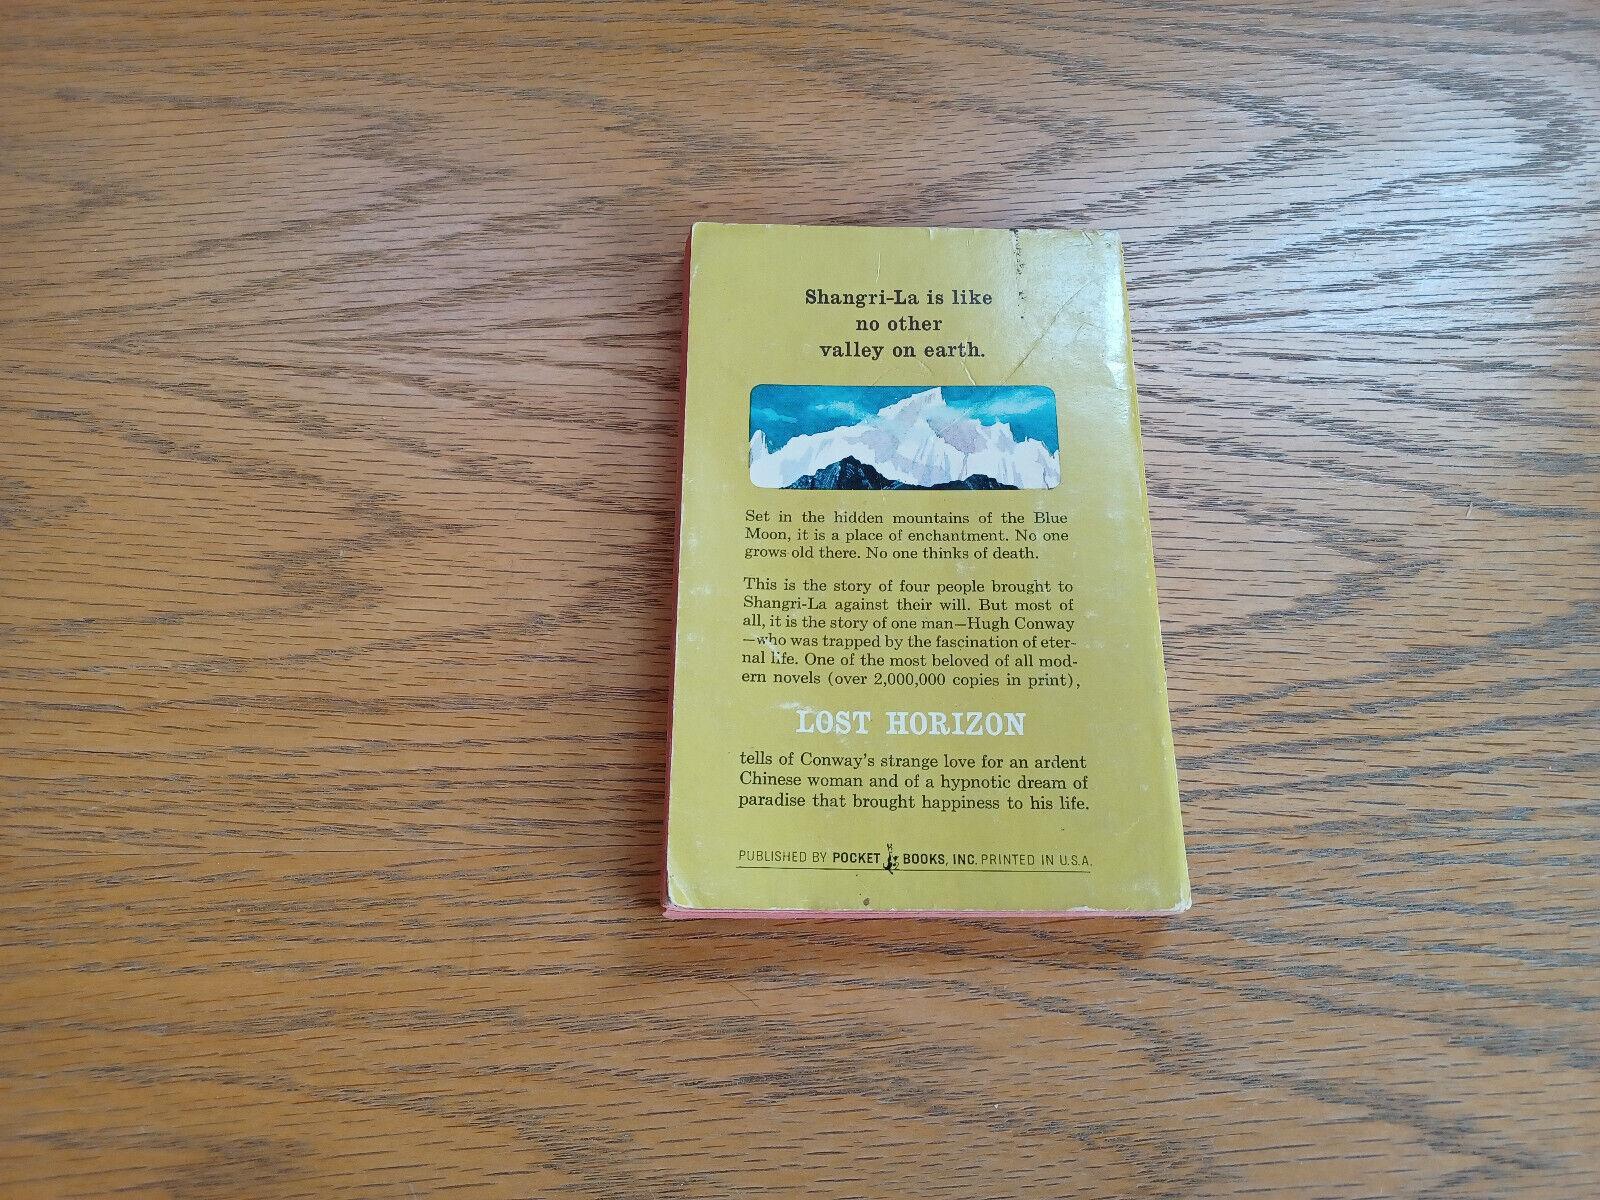 Shangri-La is like
no other
valley on earth.
Set in the hidden mountains of the Blue
Moon, it is a place of enchantment. No one
grows old there. No one thinks of death.
This is the story of four people brought to
Shangri-La against their will. But most of
all, it is the story of one man—Hugh Conway
—who was trapped by the fascination of eter-
nal life. One of the most beloved of all mod-
ern novels (over 2,000,000 copies in print),
LOST HORIZON
tells of Conway's strange love for an ardent
Chinese woman and of a hypnotic dream of
paradise that brought happiness to his life.
PUBLISHED BY POCKET BOOKS, INC. PRINTED IN U.S.A.